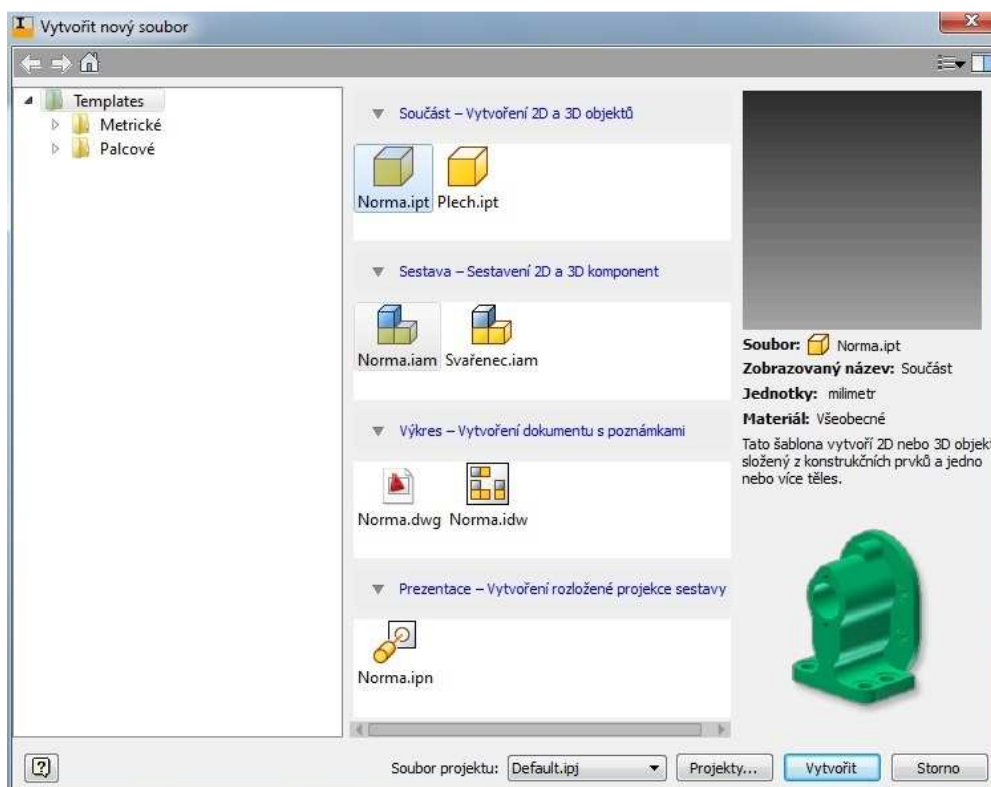 Vytvořit nový soubor
Templates
Metrické
Palcové
Součást – Vytvoření 2D a 3D objektů
Norma.ipt Plech.ipt
Sestava – Sestavení 2D a 3D komponent
Norma.iam Svařenec.iam
Výkres – Vytvoření dokumentu s poznámkami
Norma.dwg Norma.idw
Prezentace – Vytvoření rozložené projekce sestavy
Norma.ipn
Soubor: Norma.ipt
Zobrazovaný název: Součást
Jednotky: milimetr
Materiál: Všeobecné
Tato šablona vytvoří 2D nebo 3D objekt
složený z konstrukčních prvků a jedno
nebo více těles.
Soubor projektu: Default.ipj Projekty... Vytvořit Storno